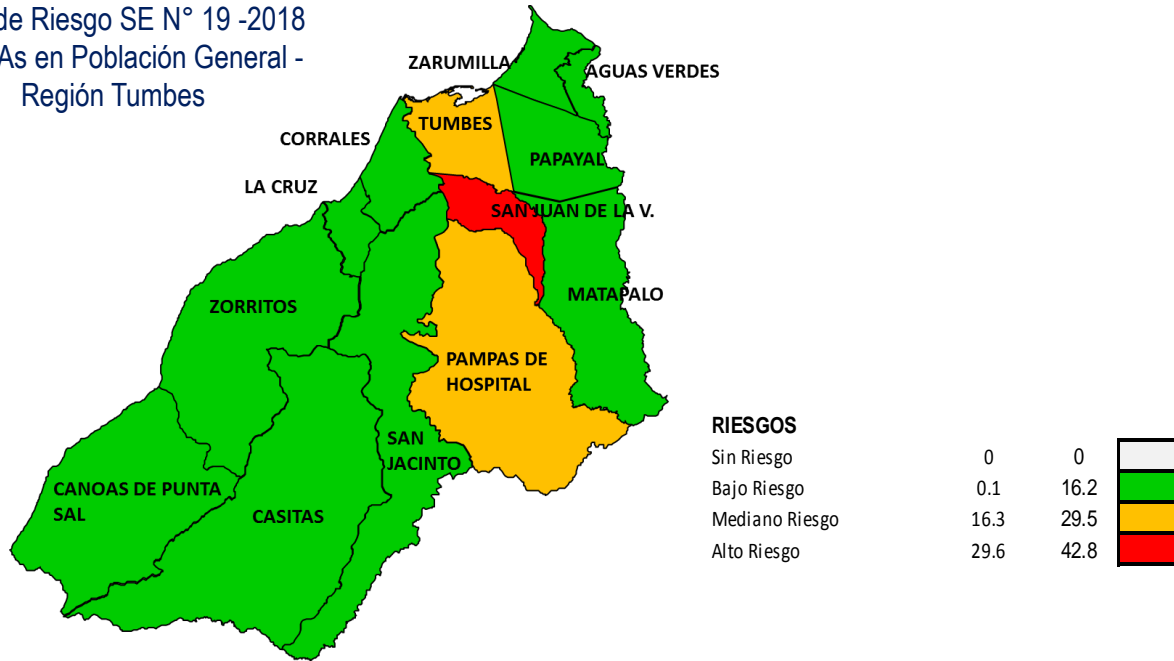 de Riesgo SE N° 19 -2018
As en Población General -
Región Tumbes
ZARUMILLA
AGUAS VERDES
TUMBES
CORRALES
PAPAYAL
LA CRUZ
SAN JUAN DE LA V.
MATAPALO
ZORRITOS
PAMPAS DE
HOSPITAL
SAN
JACINTO
CANOAS DE PUNTA
SAL
CASITAS
RIESGOS
Sin Riesgo 0 0
Bajo Riesgo 0.1 16.2
Mediano Riesgo 16.3 29.5
Alto Riesgo 29.6 42.8